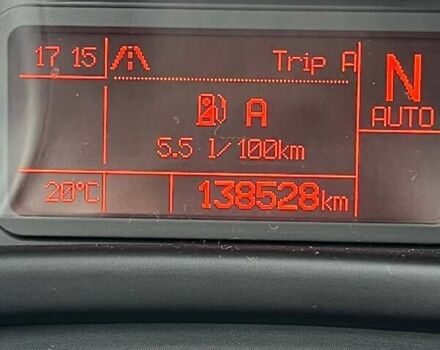 17 15 Trip A N
AUTO
A
5.5 l/100km
20°C 138528km